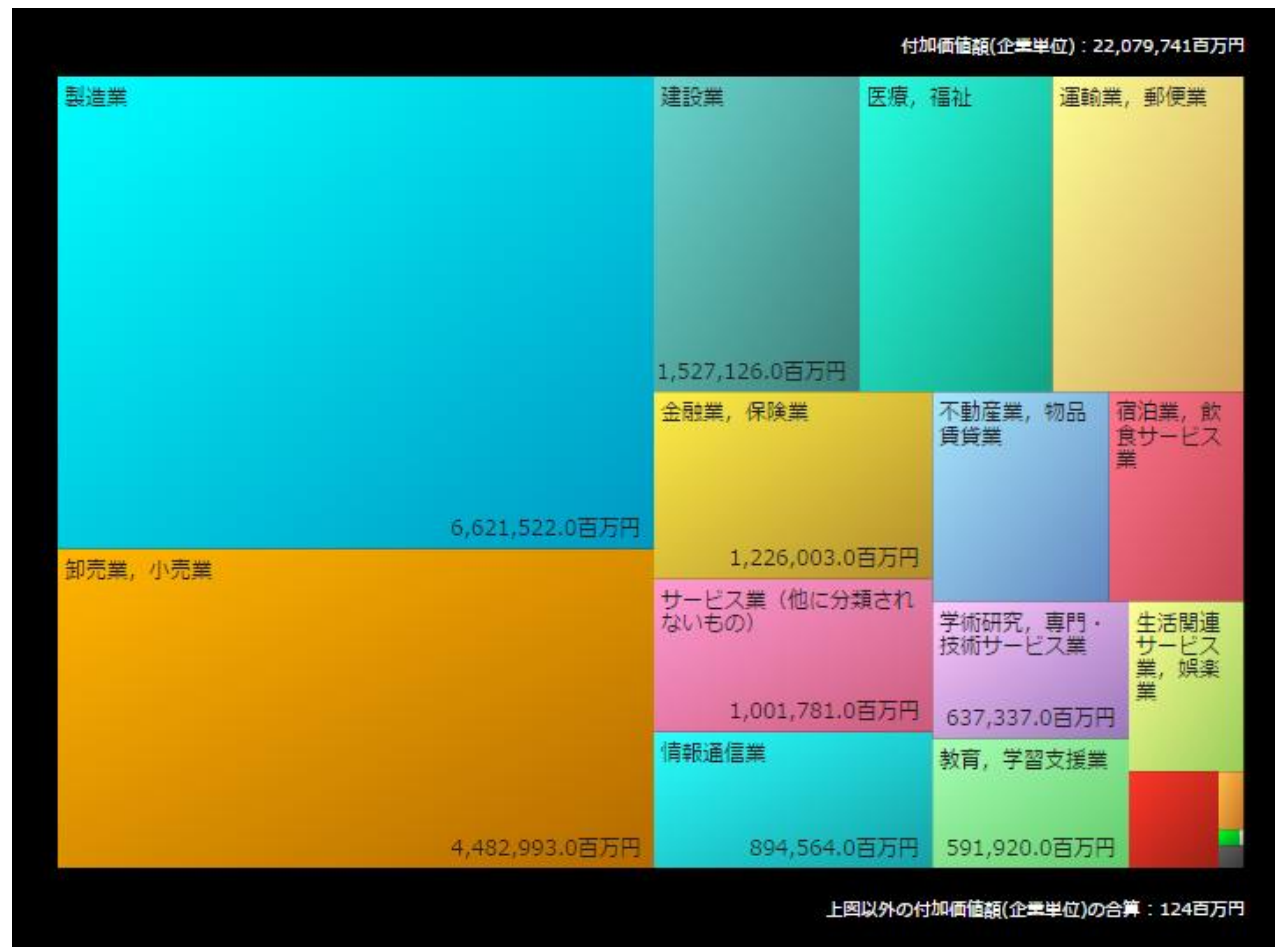 付加価値額(企業単位)：22,079,741百万円
製造業
6,621,522.0百万円
卸売業，小売業
4,482,993.0百万円
建設業
1,527,126.0百万円
医療，福祉
運輸業，郵便業
金融業，保険業
1,226,003.0百万円
不動産業，物品
賃貸業
宿泊業，飲
食サービス
業
サービス業（他に分類され
ないもの）
1,001,781.0百万円
学術研究，専門・
技術サービス業
637,337.0百万円
生活関連
サービス
業，娯楽
業
情報通信業
894,564.0百万円
教育，学習支援業
591,920.0百万円
上図以外の付加価値額(企業単位)の合算：124百万円